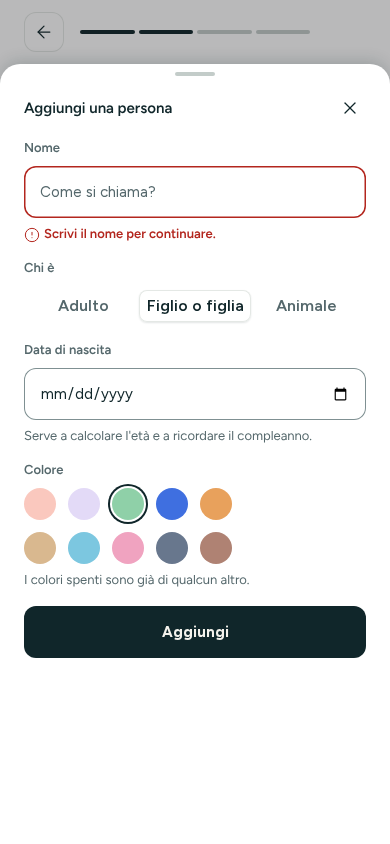 Aggiungi una persona
Nome
Come si chiama?
Scrivi il nome per continuare.
Chi è
Adulto
Figlio o figlia
Animale
Data di nascita
mm/dd/yyyy
Serve a calcolare l'età e a ricordare il compleanno.
Colore
I colori spenti sono già di qualcun altro.
Aggiungi